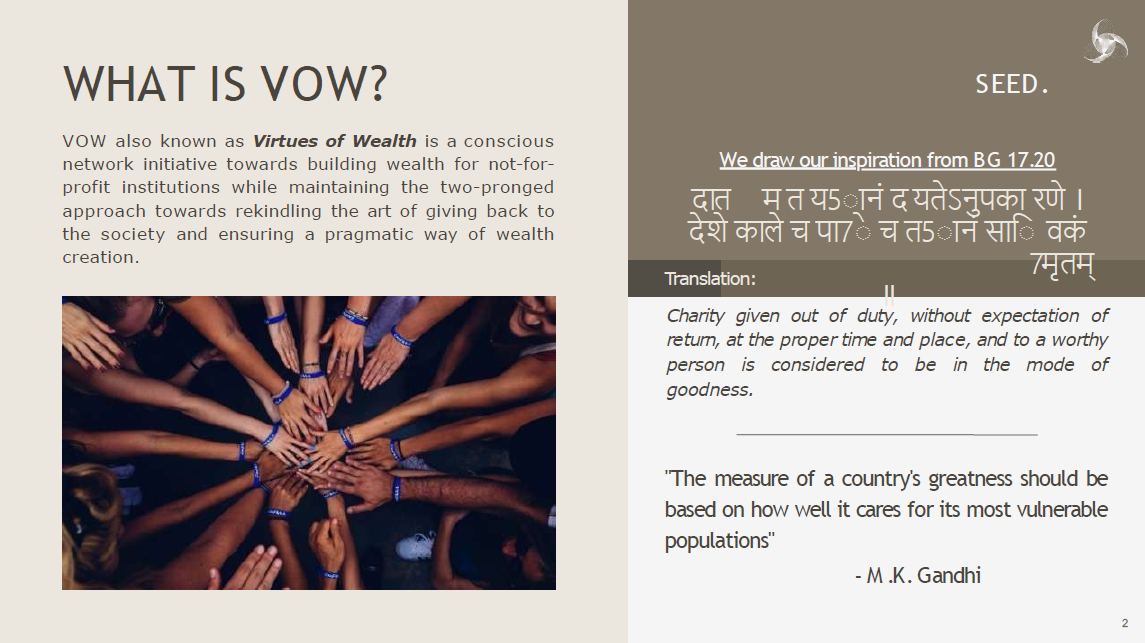 WHAT IS VOW?
VOW also known as Virtues of Wealth is a conscious
network initiative towards building wealth for not-for-
profit institutions while maintaining the two-pronged
approach towards rekindling the art of giving back to
the society and ensuring a pragmatic way of wealth
creation.
SEED.
We draw our inspiration from BG 17.20
दात म त य5ानं द यतेऽनुपका रणे ।
देशे काले च पा7े च त5ानं साि वकं
7मृतम्
||
Translation:
Charity given out of duty, without expectation of
return, at the proper time and place, and to a worthy
person is considered to be in the mode of
goodness.
"The measure of a country's greatness should be
based on how well it cares for its most vulnerable
populations"
- M .K. Gandhi
2